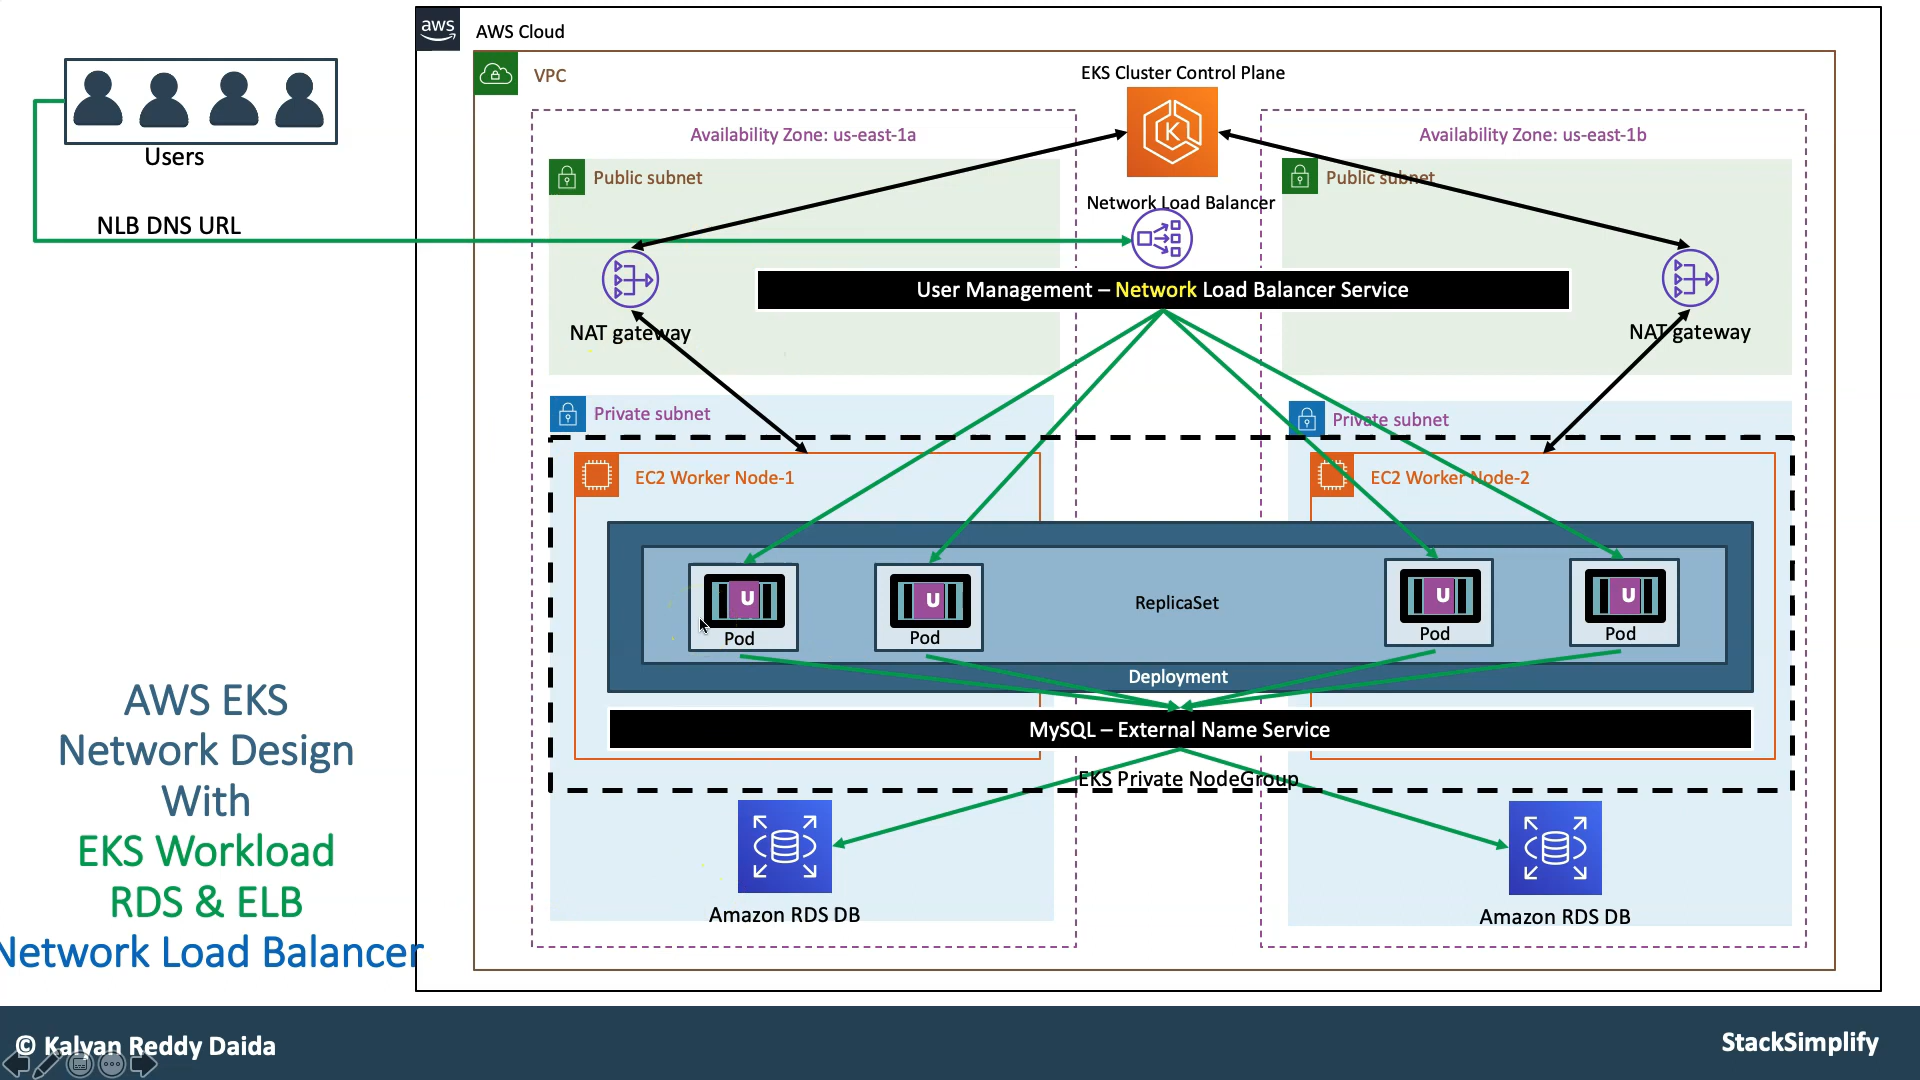 aws
AWS Cloud
VPC
EKS Cluster Control Plane
Availability Zone: us-east-1a
Availability Zone: us-east-1b
Users
Public subnet
Public subnet
Network Load Balancer
NLB DNS URL
User Management – Network Load Balancer Service
NAT gateway
NAT gateway
Private subnet
Private subnet
EC2 Worker Node-1
EC2 Worker Node-2
U
Pod
U
Pod
ReplicaSet
U
Pod
U
Pod
Deployment
MySQL – External Name Service
EKS Private NodeGroup
Amazon RDS DB
Amazon RDS DB
AWS EKS
Network Design
With
EKS Workload
RDS & ELB
Network Load Balancer
© Kalyan Reddy Daida
StackSimplify